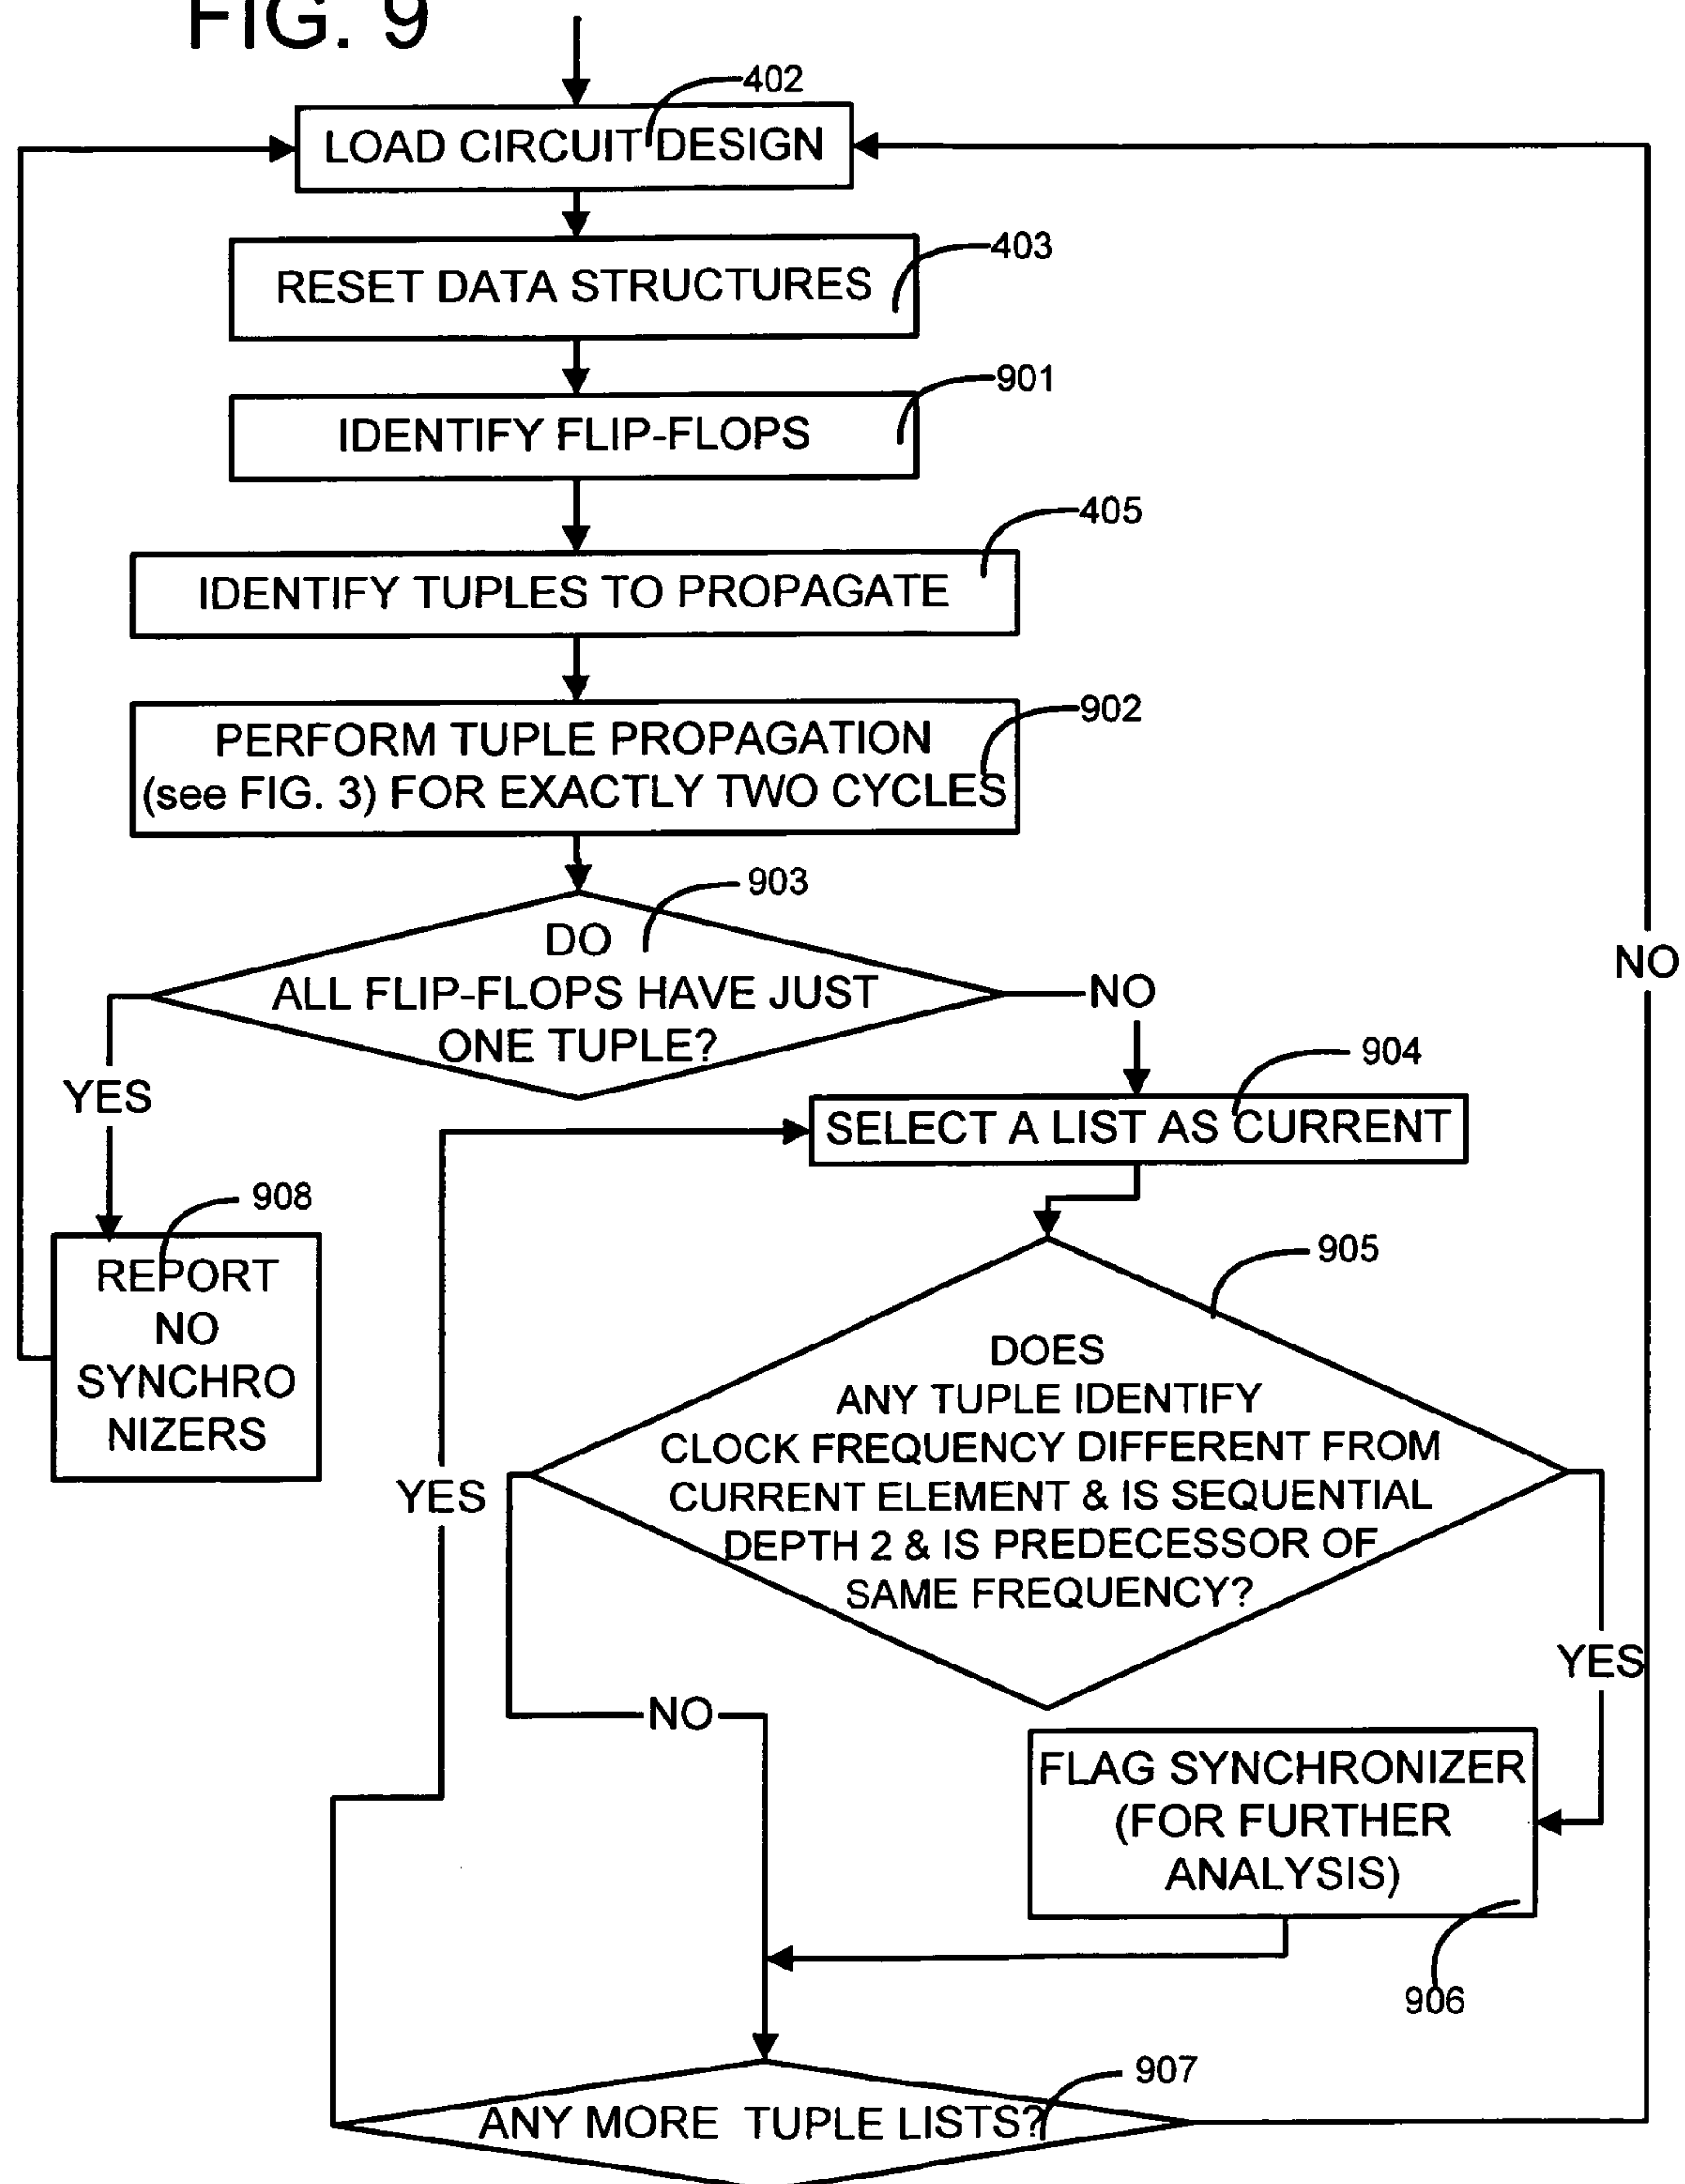 FIG. 9
402
LOAD CIRCUIT DESIGN
403
RESET DATA STRUCTURES
901
IDENTIFY FLIP-FLOPS
405
IDENTIFY TUPLES TO PROPAGATE
902
PERFORM TUPLE PROPAGATION
(see FIG. 3) FOR EXACTLY TWO CYCLES
903
DO
ALL FLIP-FLOPS HAVE JUST
ONE TUPLE?
NO
NO
YES
904
SELECT A LIST AS CURRENT
908
REPORT
NO
SYNCHRO
NIZERS
905
DOES
ANY TUPLE IDENTIFY
CLOCK FREQUENCY DIFFERENT FROM
CURRENT ELEMENT & IS SEQUENTIAL
DEPTH 2 & IS PREDECESSOR OF
SAME FREQUENCY?
YES
YES
NO
FLAG SYNCHRONIZER
(FOR FURTHER
ANALYSIS)
906
907
ANY MORE TUPLE LISTS?